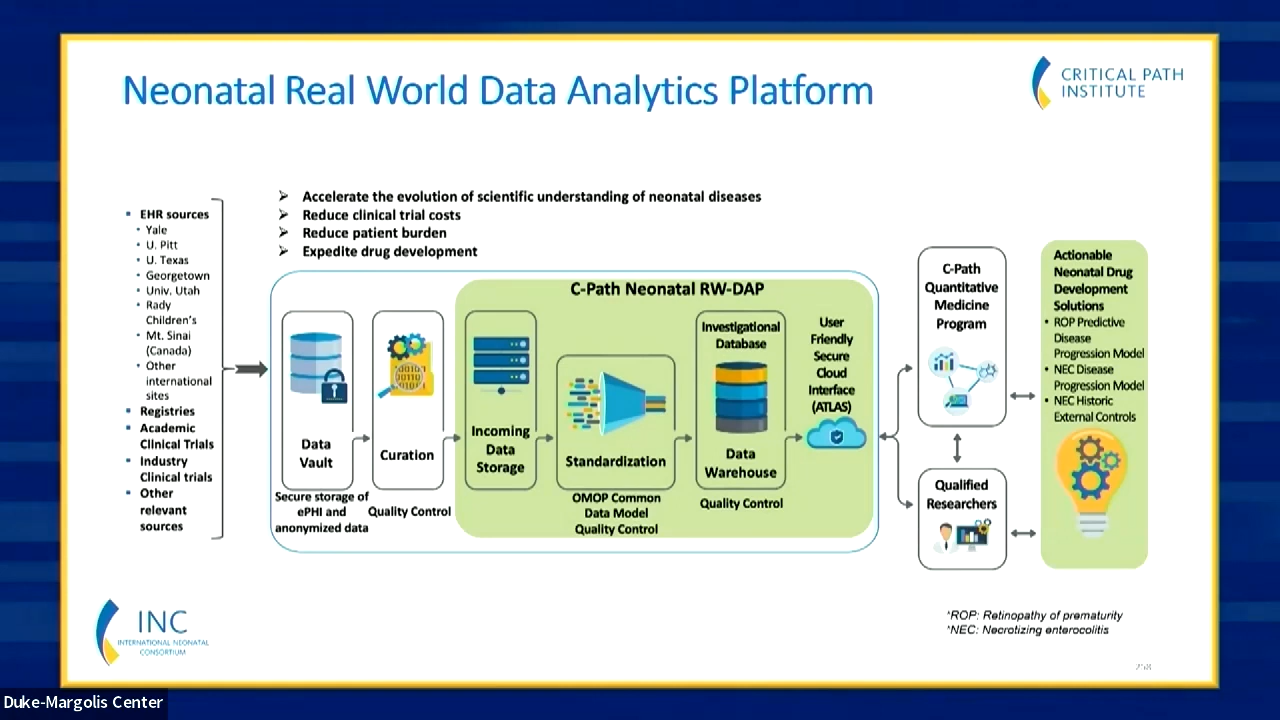 Neonatal Real World Data Analytics Platform
CRITICAL PATH
INSTITUTE
EHR sources
Yale
U. Pitt
U. Texas
Georgetown
Univ. Utah
Rady
Children's
Mt. Sinai
(Canada)
Other
international
sites
Registries
Academic
Clinical Trials
Industry
Clinical trials
Other
relevant
sources
Accelerate the evolution of scientific understanding of neonatal diseases
Reduce clinical trial costs
Reduce patient burden
Expedite drug development
C-Path Neonatal RW-DAP
Data
Vault
Secure storage of
ePHI and
anonymized data
Curation
Quality Control
Incoming
Data
Storage
Standardization
OMOP Common
Data Model
Quality Control
Investigational
Database
Data
Warehouse
Quality Control
User
Friendly
Secure
Cloud
Interface
(ATLAS)
C-Path
Quantitative
Medicine
Program
Qualified
Researchers
Actionable
Neonatal Drug
Development
Solutions
ROP Predictive
Disease
Progression Model
NEC Disease
Progression Model
NEC Historic
External Controls
*ROP: Retinopathy of prematurity
*NEC: Necrotizing enterocolitis
INC
INTERNATIONAL NEONATAL
CONSORTIUM
Duke-Margolis Center